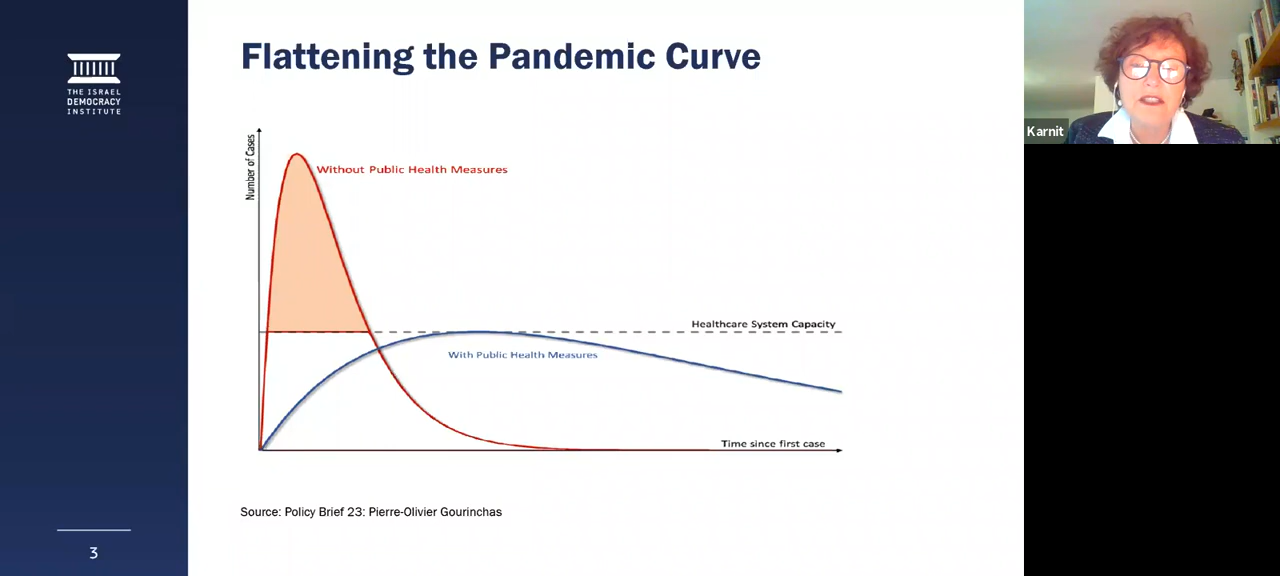 THE ISRAEL
DEMOCRACY
INSTITUTE
Flattening the Pandemic Curve
Number of Cases
Without Public Health Measures
Healthcare System Capacity
With Public Health Measures
Time since first case
Source: Policy Brief 23: Pierre-Olivier Gourinchas
3
Karnit